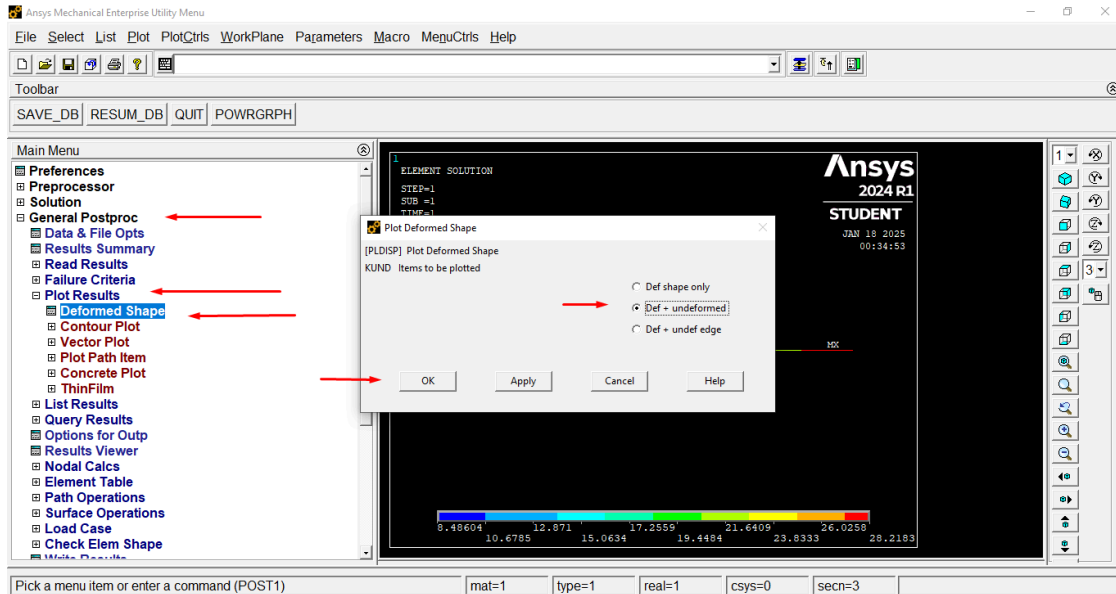 Ansys Mechanical Enterprise Utility Menu
File Select List Plot PlotCtrls WorkPlane Parameters Macro MenuCtrls Help
Toolbar
SAVE_DB RESUM_DB QUIT POWRGRPH
Main Menu
Preferences
Preprocessor
Solution
General Postproc
Data & File Opts
Results Summary
Read Results
Failure Criteria
Plot Results
Deformed Shape
Contour Plot
Vector Plot
Plot Path Item
Concrete Plot
ThinFilm
List Results
Query Results
Options for Outp
Results Viewer
Nodal Calcs
Element Table
Path Operations
Surface Operations
Load Case
Check Elem Shape
Write Results
1
ELEMENT SOLUTION
STEP=1
SUB =1
TIME=1
Ansys
2024 R1
STUDENT
JAN 18 2025
00:34:53
Plot Deformed Shape
[PLDISP] Plot Deformed Shape
KUND Items to be plotted
Def shape only
Def + undeformed
Def + undef edge
OK Apply Cancel Help
MX
8.48604 12.871 17.2559 21.6409 26.0258
10.6785 15.0634 19.4484 23.8333 28.2183
1
3
Pick a menu item or enter a command (POST1) mat=1 type=1 real=1 csys=0 secn=3